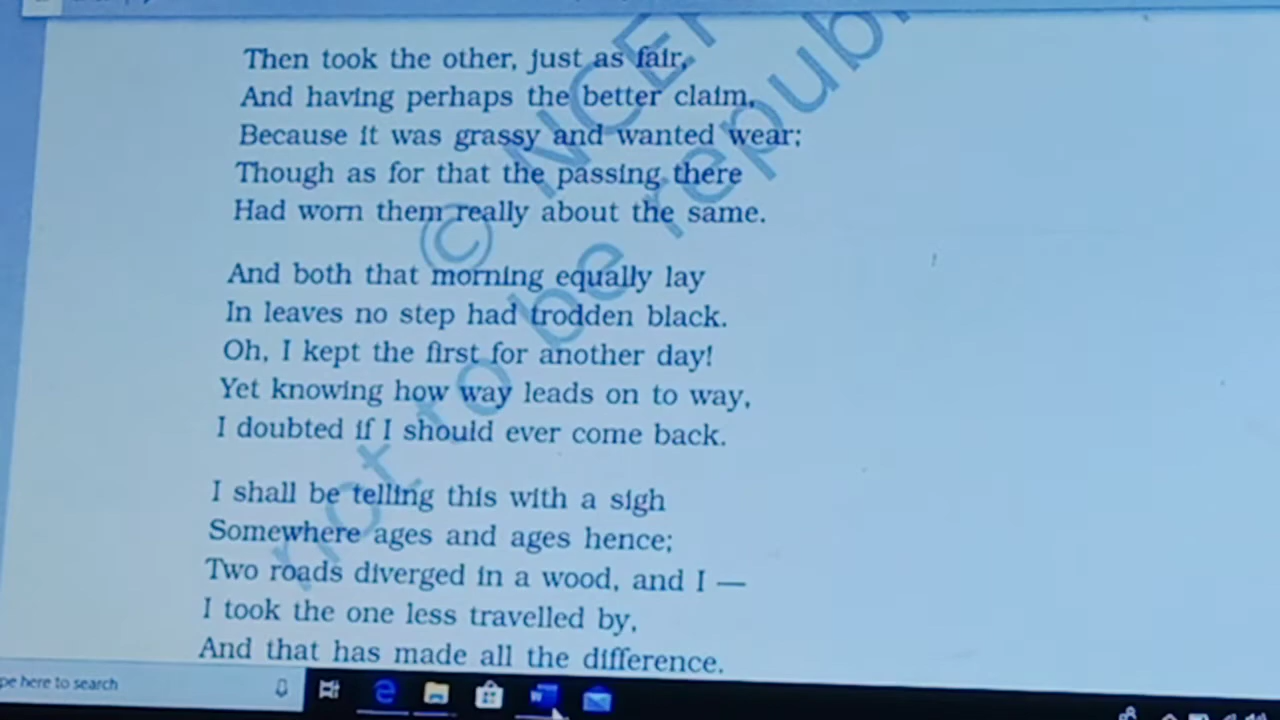 Then took the other, just as fair,
And having perhaps the better claim,
Because it was grassy and wanted wear;
Though as for that the passing there
Had worn them really about the same.
And both that morning equally lay
In leaves no step had trodden black.
Oh, I kept the first for another day!
Yet knowing how way leads on to way,
I doubted if I should ever come back.
I shall be telling this with a sigh
Somewhere ages and ages hence;
Two roads diverged in a wood, and I —
I took the one less travelled by,
And that has made all the difference.
© NCER
not to be republi
pe here to search